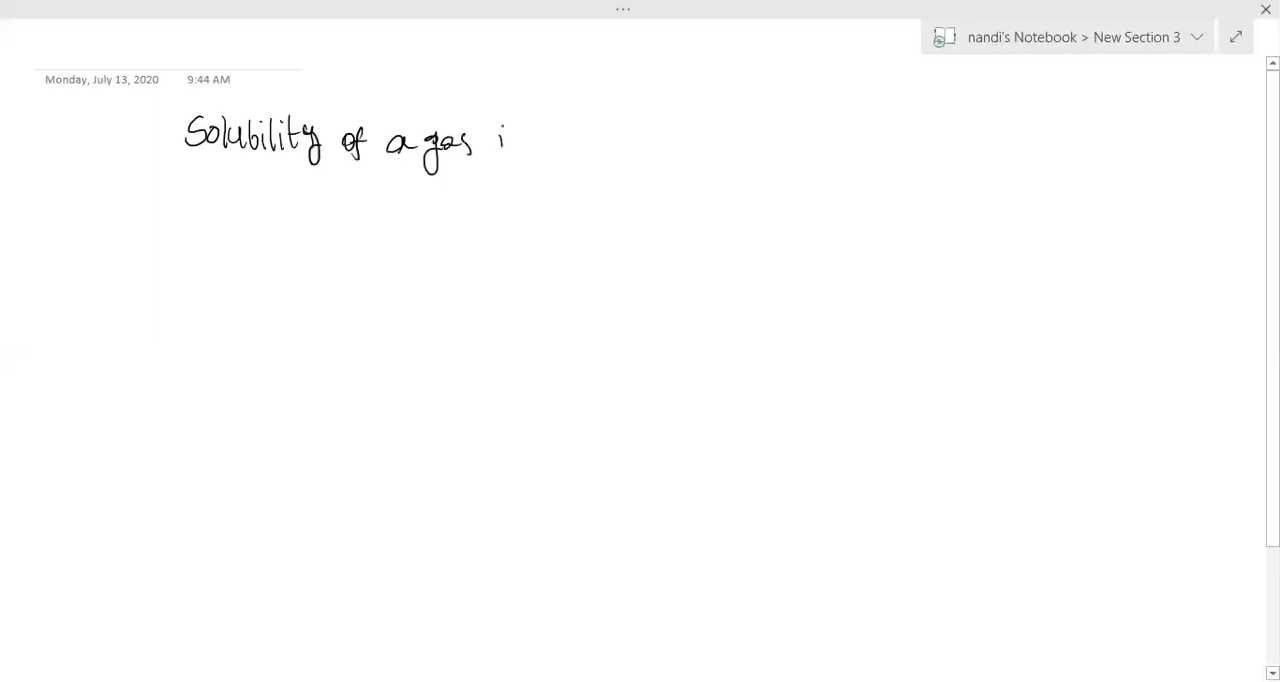 ...
nandi's Notebook > New Section 3
Monday, July 13, 2020 9:44 AM
Solubility of a gas i